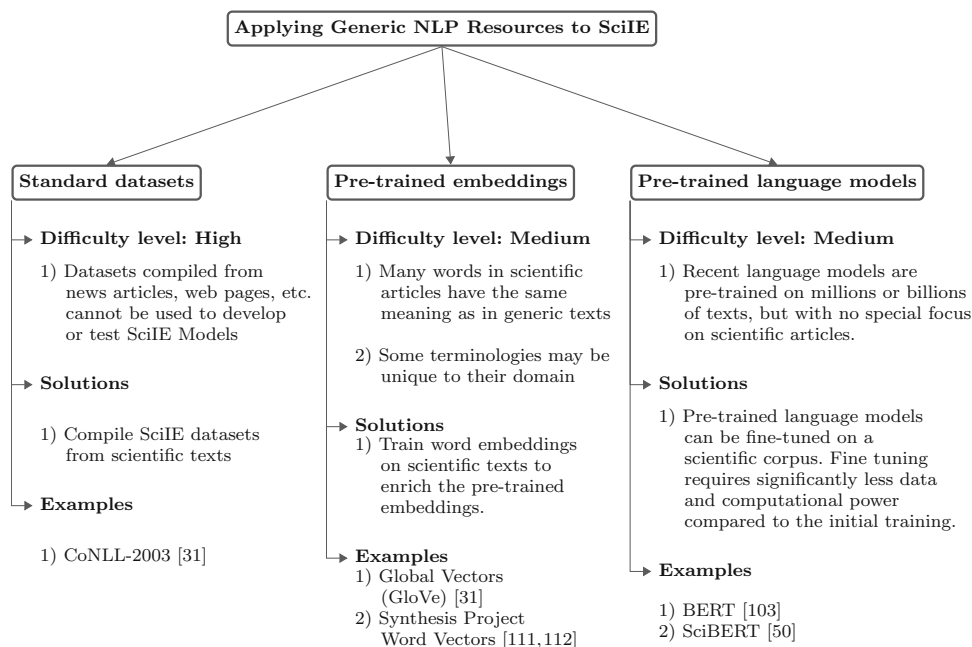 Applying Generic NLP Resources to SciIE
Standard datasets
Difficulty level: High
1) Datasets compiled from
news articles, web pages, etc.
cannot be used to develop
or test SciIE Models
Solutions
1) Compile SciIE datasets
from scientific texts
Examples
1) CoNLL-2003 [31]
Pre-trained embeddings
Difficulty level: Medium
1) Many words in scientific
articles have the same
meaning as in generic texts
2) Some terminologies may be
unique to their domain
Solutions
1) Train word embeddings
on scientific texts to
enrich the pre-trained
embeddings.
Examples
1) Global Vectors
(GloVe) [31]
2) Synthesis Project
Word Vectors [111,112]
Pre-trained language models
Difficulty level: Medium
1) Recent language models are
pre-trained on millions or billions
of texts, but with no special focus
on scientific articles.
Solutions
1) Pre-trained language models
can be fine-tuned on a
scientific corpus. Fine tuning
requires significantly less data
and computational power
compared to the initial training.
Examples
1) BERT [103]
2) SciBERT [50]